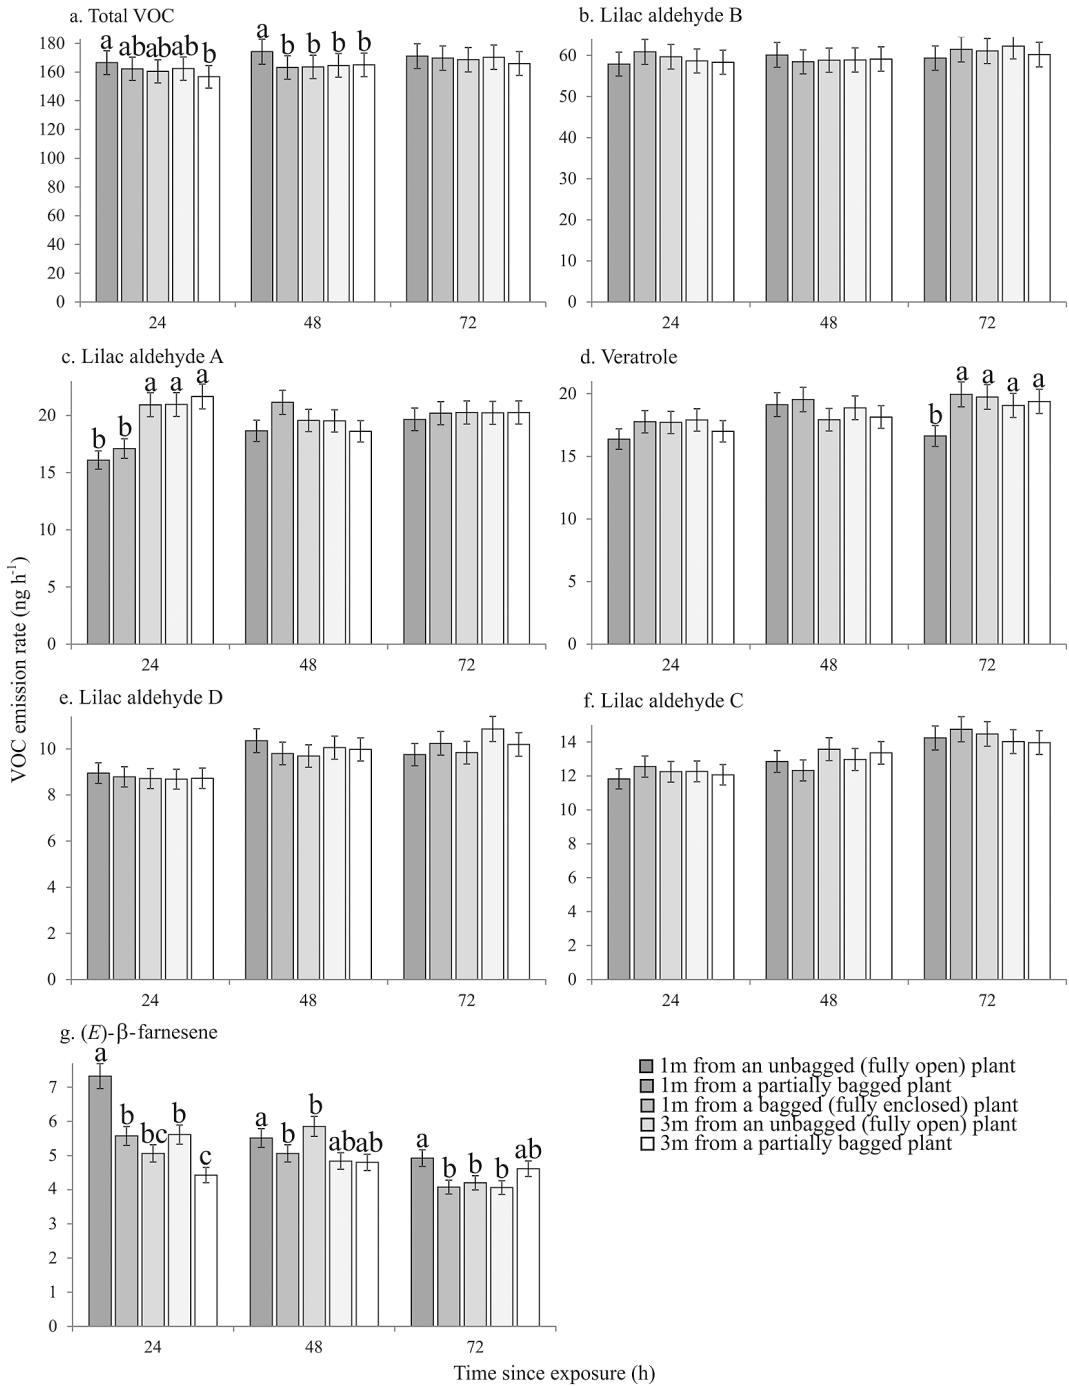 a. Total VOC
180
160
140
120
100
80
60
40
20
0
a ab ab ab b
a b b b b
24 48 72
b. Lilac aldehyde B
60
50
40
30
20
10
0
24 48 72
c. Lilac aldehyde A
20
15
20
10
5
0
b b a a a
24 48 72
d. Veratrole
20
15
10
5
0
b a a a a
24 48 72
VOC emission rate (ng h-1)
e. Lilac aldehyde D
10
8
6
4
2
0
24 48 72
f. Lilac aldehyde C
14
12
10
8
6
4
2
0
24 48 72
g. (E)-β-farnesene
7
6
5
4
3
2
1
0
a b bc b c
a b b ab ab
a b b b ab
24 48 72
Time since exposure (h)
1m from an unbagged (fully open) plant
1m from a partially bagged plant
1m from a bagged (fully enclosed) plant
3m from an unbagged (fully open) plant
3m from a partially bagged plant